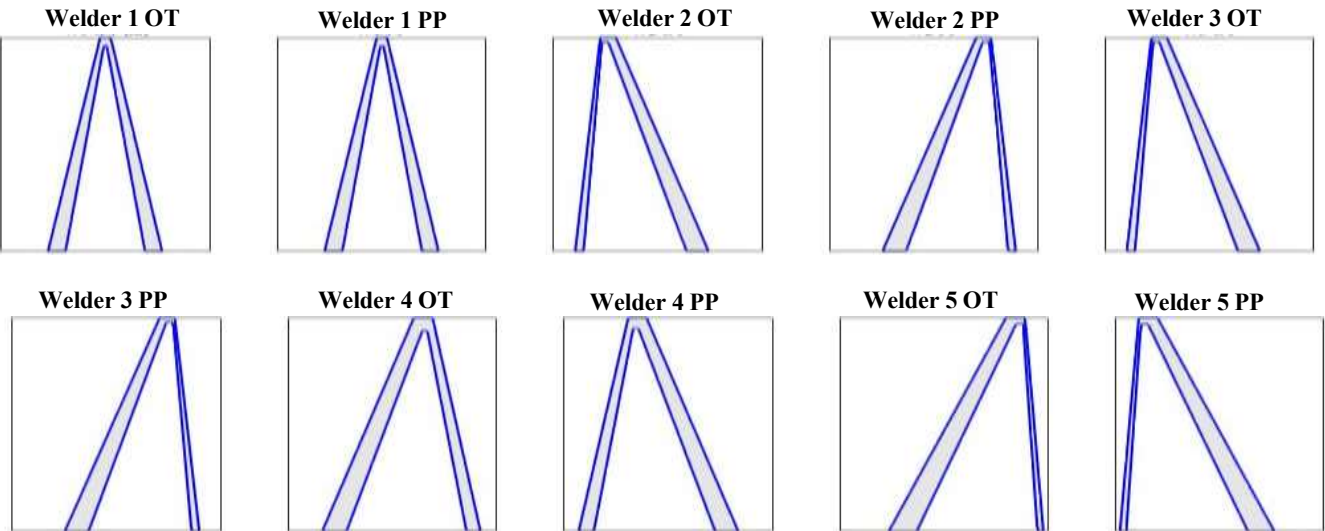 Welder 1 OT
Welder 1 PP
Welder 2 OT
Welder 2 PP
Welder 3 OT
Welder 3 PP
Welder 4 OT
Welder 4 PP
Welder 5 OT
Welder 5 PP